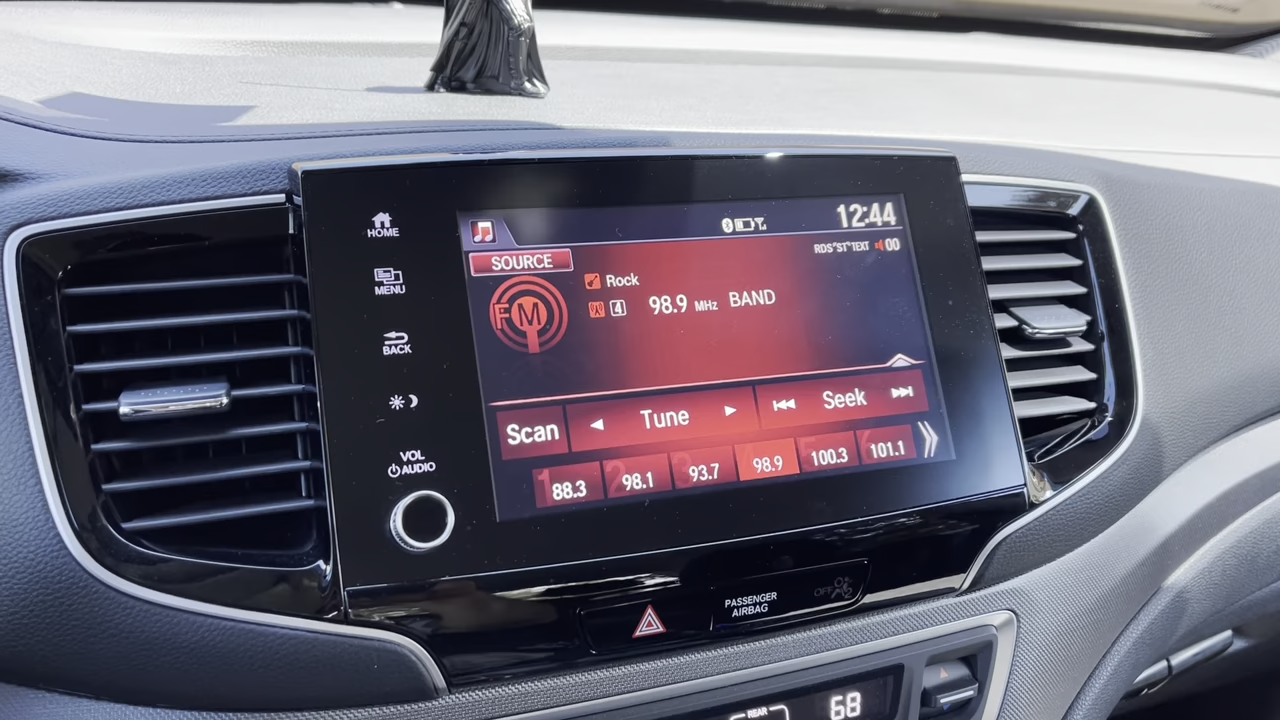 HOME
MENU
BACK
VOL
AUDIO
12:44
RDS "ST" TEXT 00
SOURCE
FM
Rock
4 98.9 MHz BAND
Scan Tune Seek
1 88.3 2 98.1 3 93.7 4 98.9 5 100.3 6 101.1
PASSENGER
AIRBAG
OFF
REAR
68